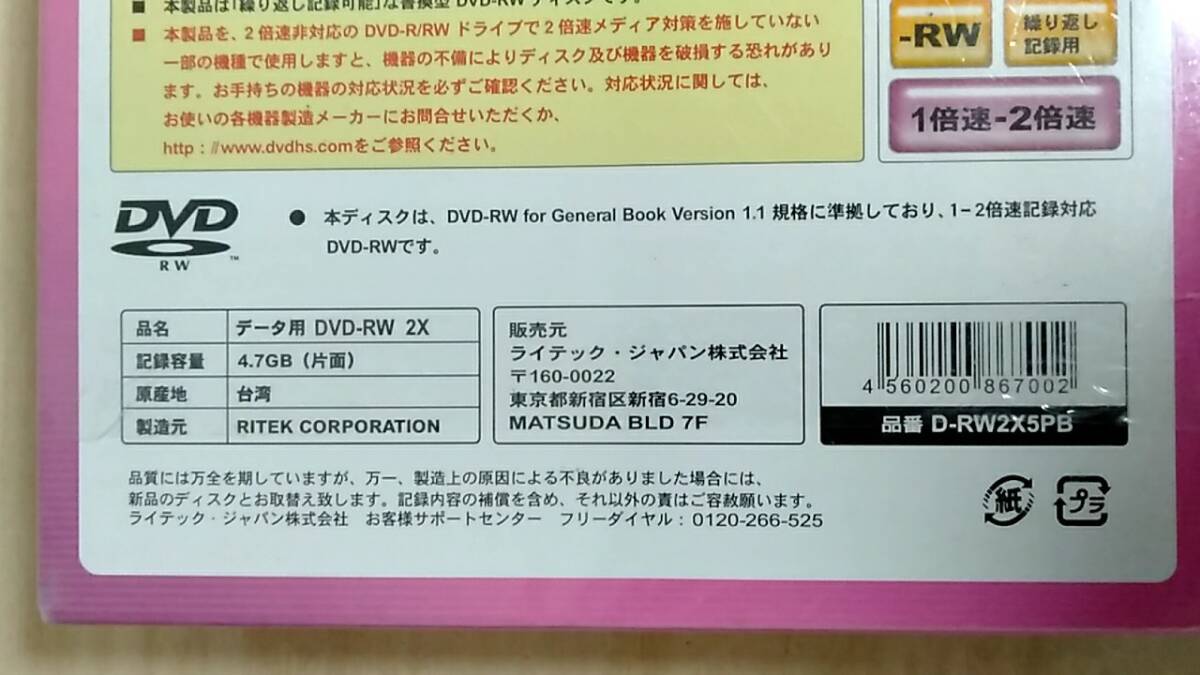 ■ 本製品は「繰り返し記録可能」な書換型 DVD-RW ディスクです。
■ 本製品を、2倍速非対応の DVD-R/RW ドライブで2倍速メディア対策を施していない
一部の機種で使用しますと、機器の不備によりディスク及び機器を破損する恐れがあり
ます。お手持ちの機器の対応状況を必ずご確認ください。対応状況に関しては、
お使いの各機器製造メーカーにお問合せいただくか、
http : //www.dvdhs.comをご参照ください。
-RW
繰り返し
記録用
1倍速-2倍速
DVD
RW
™
● 本ディスクは、DVD-RW for General Book Version 1.1 規格に準拠しており、1-2倍速記録対応
DVD-RWです。
品名 データ用 DVD-RW 2X
記録容量 4.7GB(片面)
原産地 台湾
製造元 RITEK CORPORATION
販売元
ライテック・ジャパン株式会社
〒160-0022
東京都新宿区新宿6-29-20
MATSUDA BLD 7F
4 560200 867002
品番 D-RW2X5PB
品質には万全を期していますが、万一、製造上の原因による不良がありました場合には、
新品のディスクとお取替え致します。記録内容の補償を含め、それ以外の責はご容赦願います。
ライテック・ジャパン株式会社 お客様サポートセンター フリーダイヤル：0120-266-525
紙
プラ